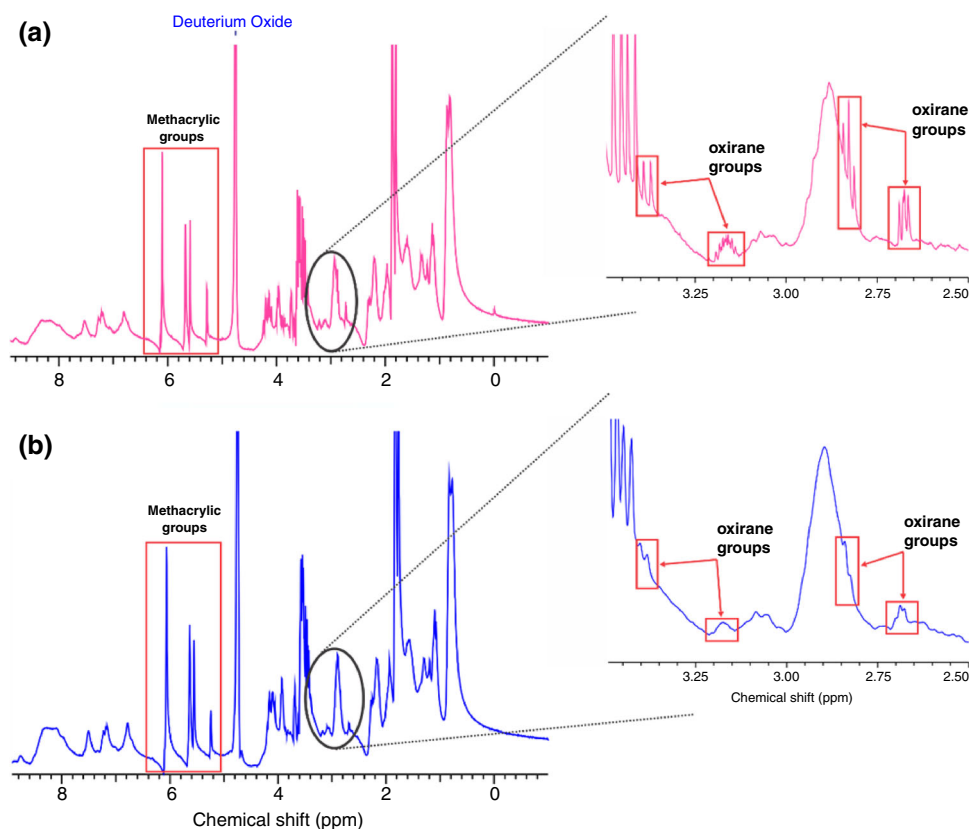 (a)
Deuterium Oxide
Methacrylic
groups
8 6 4 2 0
oxirane
groups
oxirane
groups
3.25 3.00 2.75 2.50
(b)
Methacrylic
groups
8 6 4 2 0
Chemical shift (ppm)
oxirane
groups
oxirane
groups
3.25 3.00 2.75 2.50
Chemical shift (ppm)